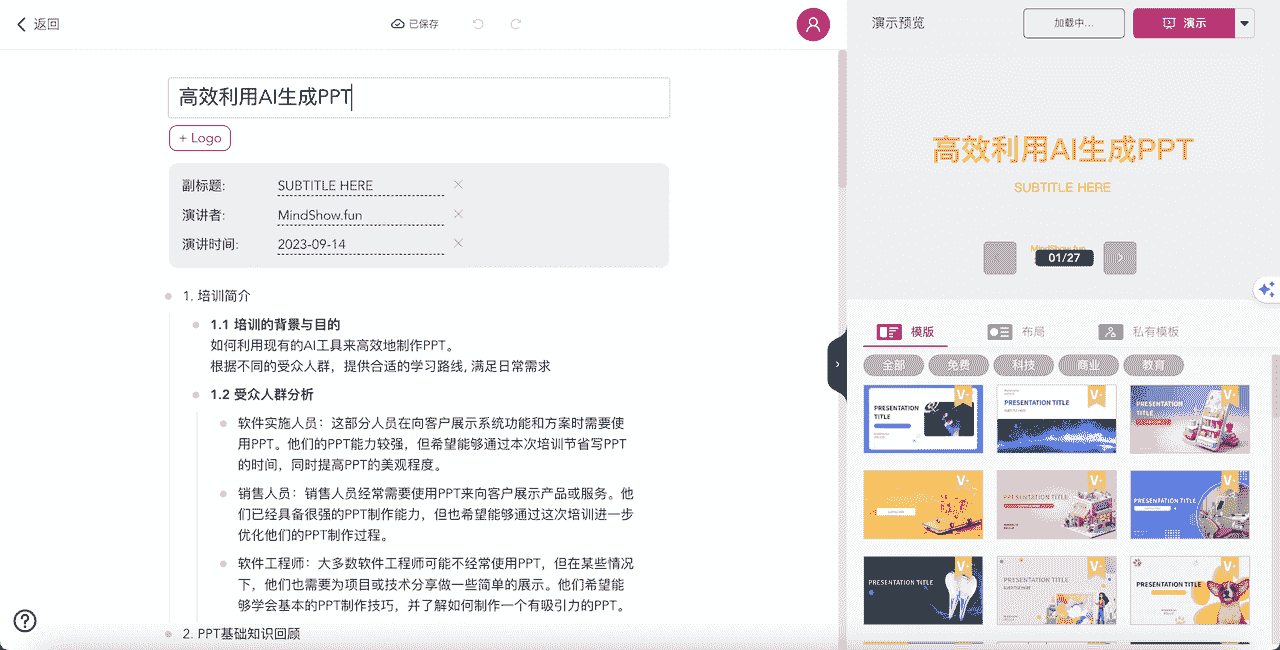 返回
已保存
高效利用AI生成PPT
+ Logo
副标题: SUBTITLE HERE
演讲者: MindShow.fun
演讲时间: 2023-09-14
1. 培训简介
1.1 培训的背景与目的
如何利用现有的AI工具来高效地制作PPT。
根据不同的受众人群，提供合适的学习路线, 满足日常需求
1.2 受众人群分析
软件实施人员：这部分人员在向客户展示系统功能和方案时需要使
用PPT。他们的PPT能力较强，但希望能够通过本次培训节省写PPT
的时间，同时提高PPT的美观程度。
销售人员：销售人员经常需要使用PPT来向客户展示产品或服务。他
们已经具备很强的PPT制作能力，但也希望能够通过这次培训进一步
优化他们的PPT制作过程。
软件工程师：大多数软件工程师可能不经常使用PPT，但在某些情况
下，他们也需要为项目或技术分享做一些简单的展示。他们希望能
够学会基本的PPT制作技巧，并了解如何制作一个有吸引力的PPT。
2. PPT基础知识回顾
演示预览
加载中...
演示
高效利用AI生成PPT
SUBTITLE HERE
MindShow.fun
01/27
模版
布局
私有模板
全部
免费
科技
商业
教育
PRESENTATION
TITLE
V+
PRESENTATION TITLE
V+
PRESENTATION
TITLE
V+
V+
PRESENTATION TITLE
V+
PRESENTATION TITLE
V+
PRESENTATION TITLE
V+
PRESENTATION TITLE
V+
PRESENTATION TITLE
V+